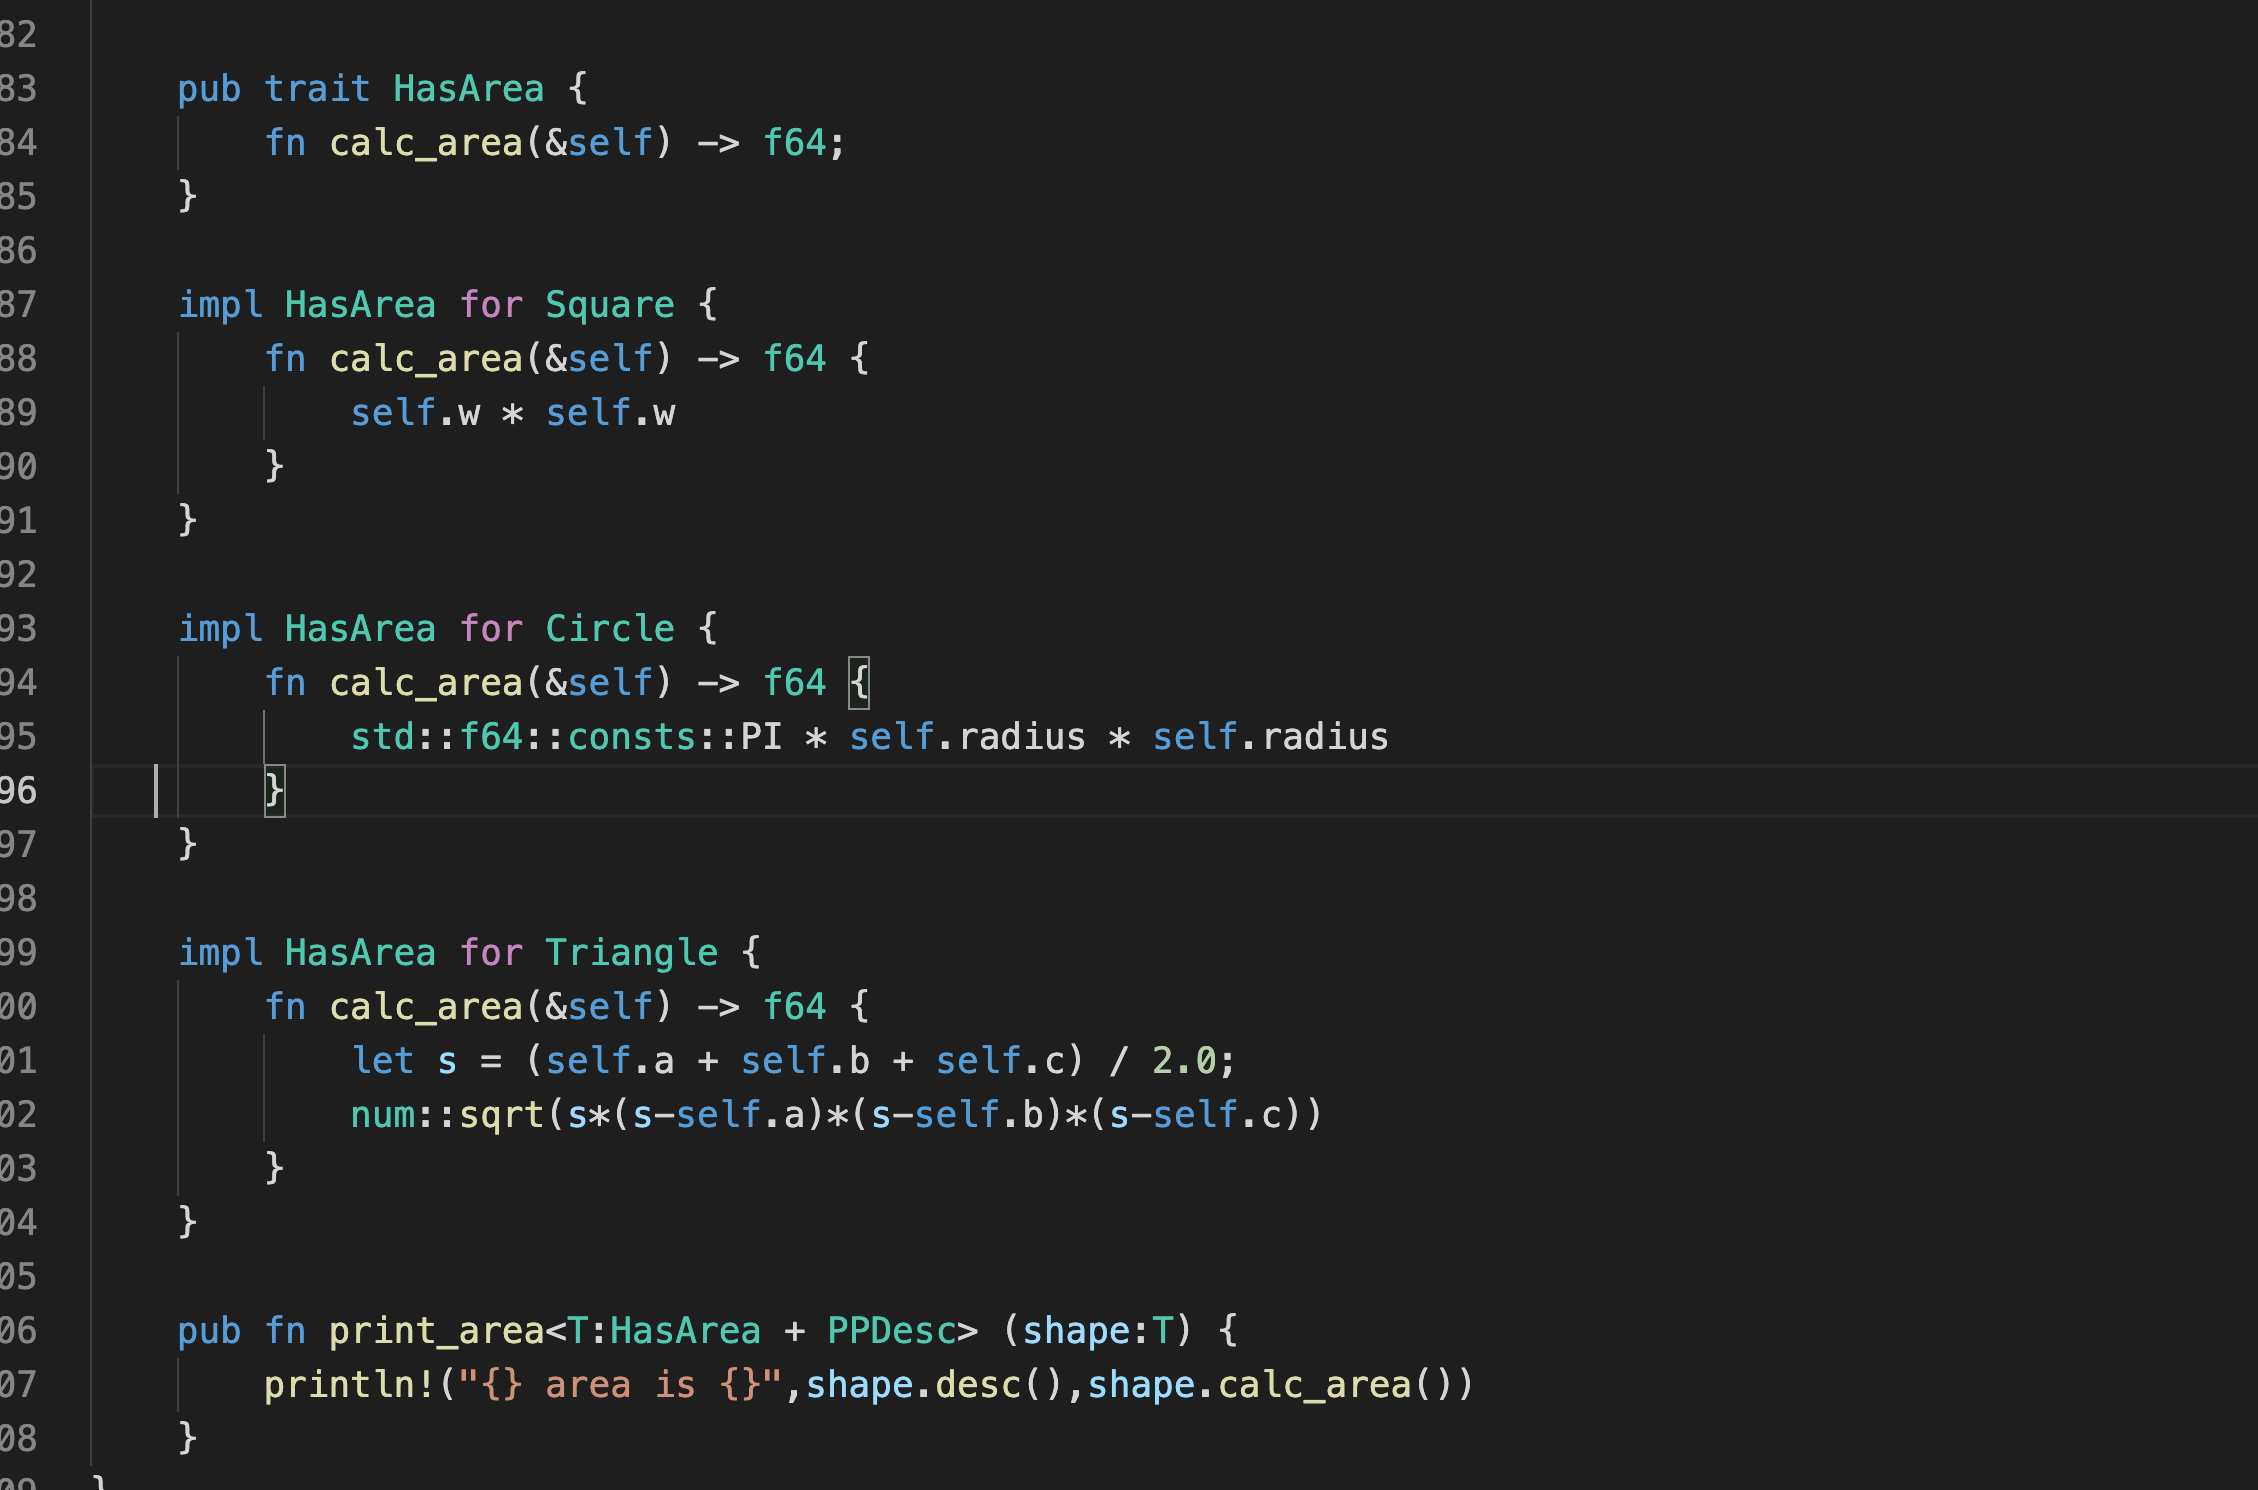 82
83 pub trait HasArea {
84 fn calc_area(&self) -> f64;
85 }
86
87 impl HasArea for Square {
88 fn calc_area(&self) -> f64 {
89 self.w * self.w
90 }
91 }
92
93 impl HasArea for Circle {
94 fn calc_area(&self) -> f64 {
95 std::f64::consts::PI * self.radius * self.radius
96 }
97 }
98
99 impl HasArea for Triangle {
00 fn calc_area(&self) -> f64 {
01 let s = (self.a + self.b + self.c) / 2.0;
02 num::sqrt(s*(s-self.a)*(s-self.b)*(s-self.c))
03 }
04 }
05
06 pub fn print_area<T:HasArea + PPDesc> (shape:T) {
07 println!("{} area is {}",shape.desc(),shape.calc_area())
08 }
09 }